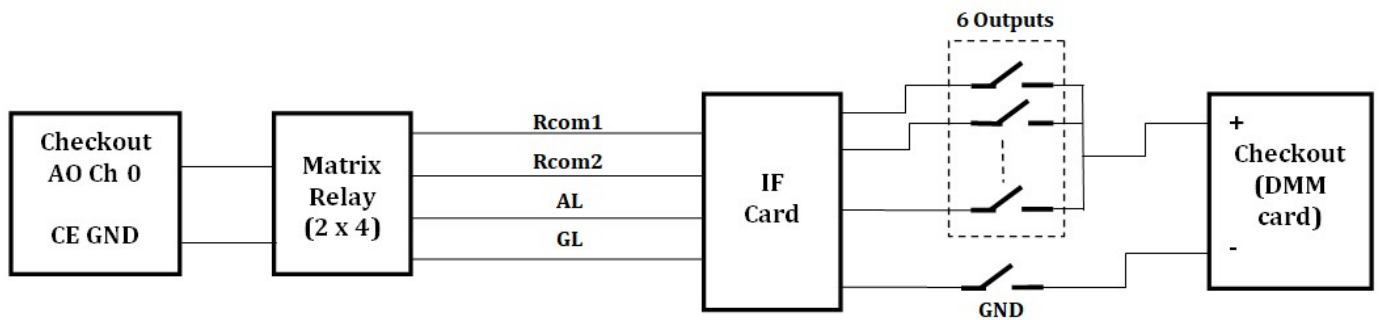 6 Outputs
Checkout
AO Ch 0
CE GND
Matrix
Relay
(2 x 4)
Rcom1
Rcom2
AL
GL
IF
Card
GND
+
Checkout
(DMM
card)
-